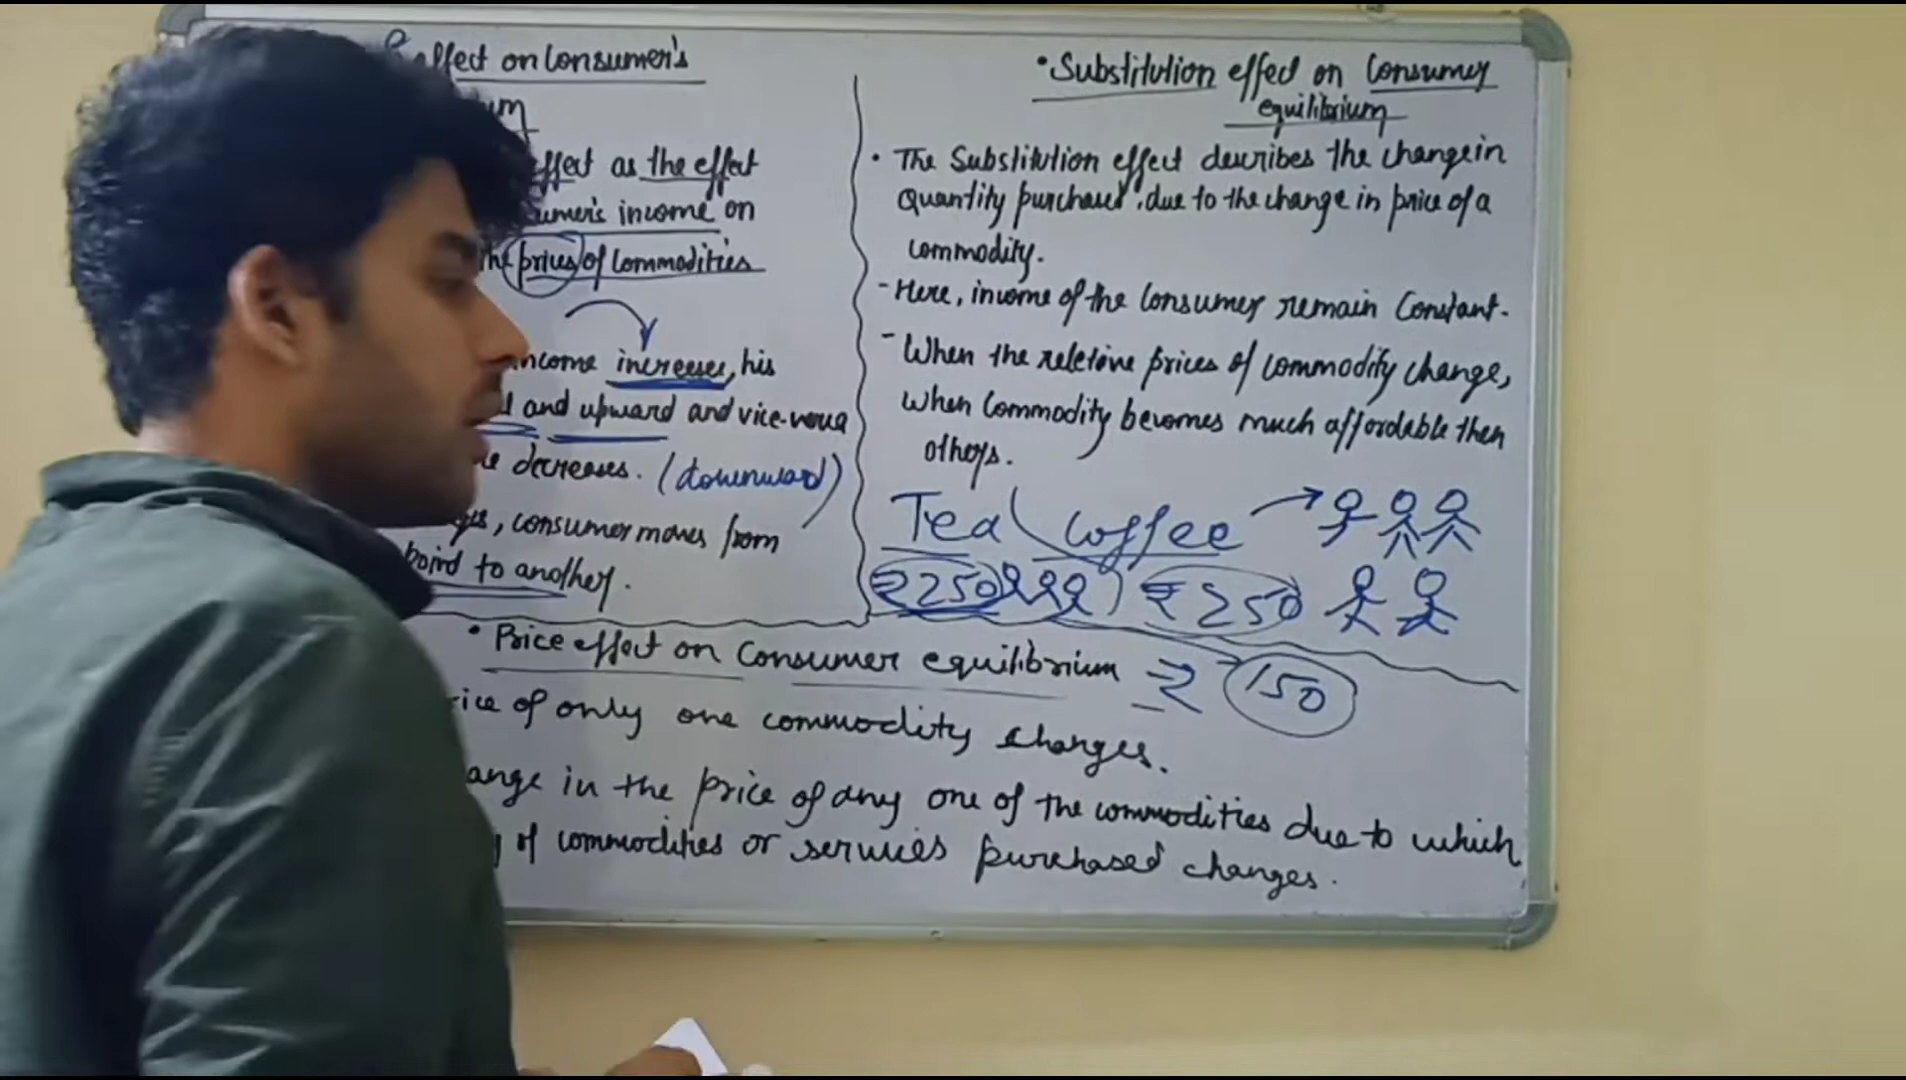 effect on Consumer's
um
effect as the effect
umer's income on
the prices of Commodities
income increases, his
and upward and vice-versa
decreases. (downward)
ges, consumer moves from
point to another.
• Substitution effect on Consumer
equilibrium
• The Substitution effect describes the change in
Quantity purchased, due to the change in price of a
commodity.
- Here, income of the Consumer remain Constant.
- When the reletive prices of commodity change,
when commodity becomes much affordable then
others.
Tea Coffee
₹250 ₹250
• Price effect on Consumer equilibrium ₹ 150
rice of only one commodity changes.
ange in the price of any one of the commodities due to which
of commodities or services purchased changes.